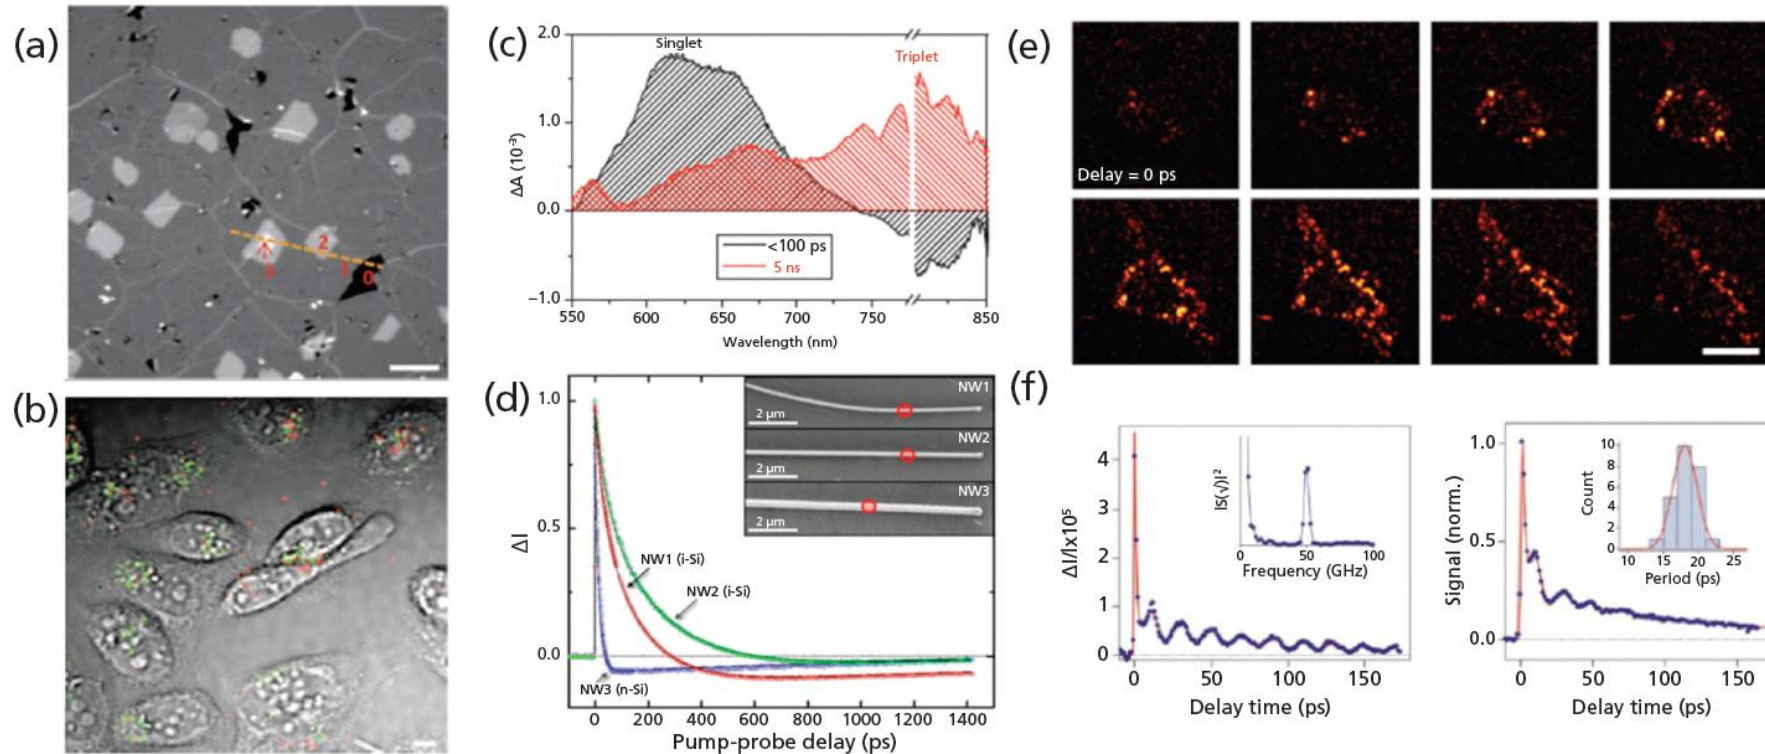 (a)
3
2
1
0
(b)
(c)
2.0
1.0
0.0
−1.0
ΔA (10⁻³)
Singlet
Triplet
<100 ps
5 ns
550
600
650
700
750
850
Wavelength (nm)
(d)
1.0
0.5
0.0
ΔI
NW1
2 μm
NW2
2 μm
NW3
2 μm
NW1 (i-Si)
NW2 (i-Si)
NW3 (n-Si)
0
200
400
600
800
1000
1200
1400
Pump-probe delay (ps)
(e)
Delay = 0 ps
(f)
4
3
2
1
0
ΔI/Ix10⁵
IS(√)I²
0
50
100
Frequency (GHz)
0
50
100
150
Delay time (ps)
1.0
0.5
0.0
Signal (norm.)
10
8
6
4
2
0
Count
10
15
20
25
Period (ps)
0
50
100
150
Delay time (ps)